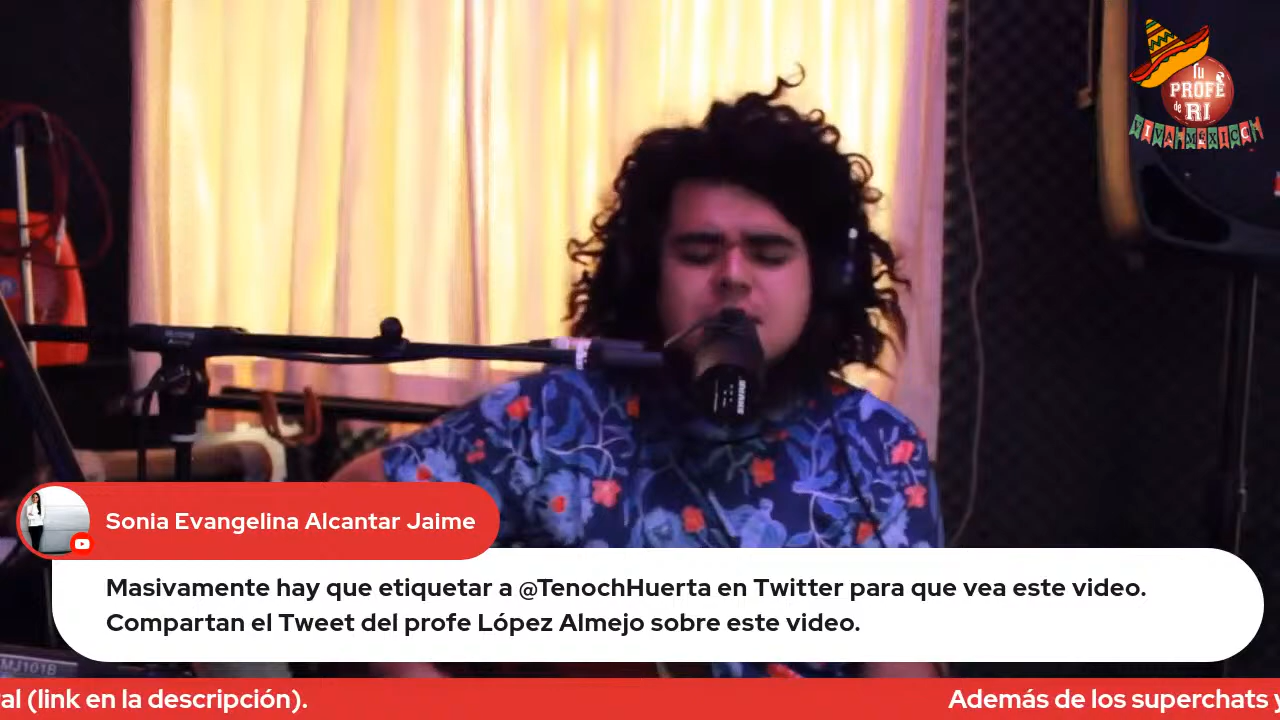 Tu
PROFE
de RI
VIVA MEXICO
SHURE
Sonia Evangelina Alcantar Jaime
Masivamente hay que etiquetar a @TenochHuerta en Twitter para que vea este video.
Compartan el Tweet del profe López Almejo sobre este video.
MJ101B
al (link en la descripción).
Además de los superchats y